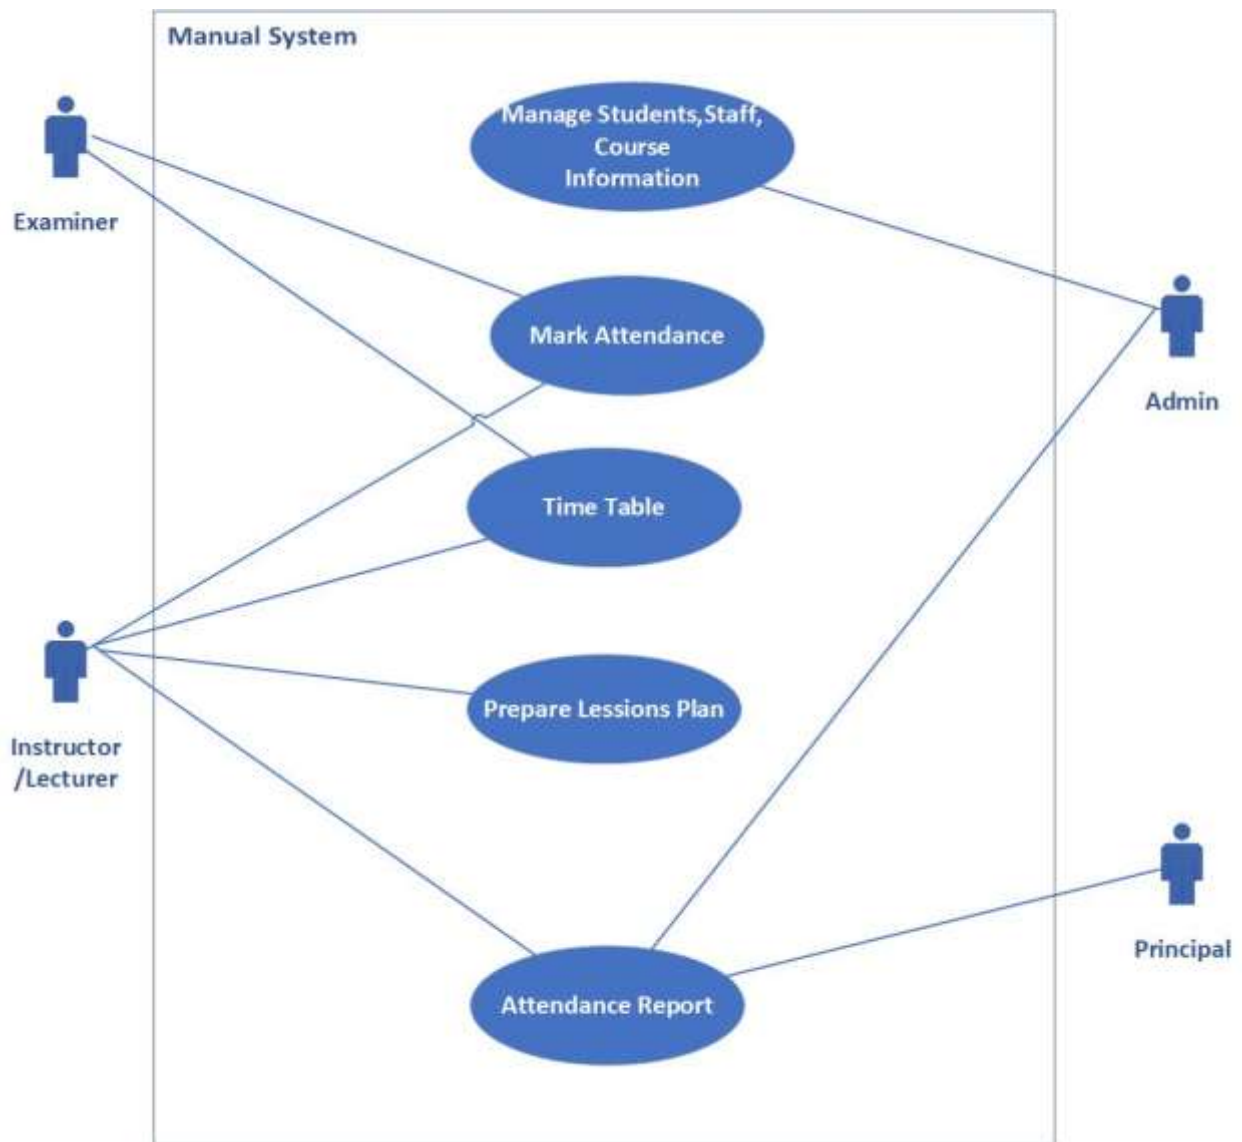 Manual System
Manage Students,Staff,
Course
Information
Examiner
Mark Attendance
Admin
Time Table
Prepare Lessions Plan
Instructor
/Lecturer
Principal
Attendance Report